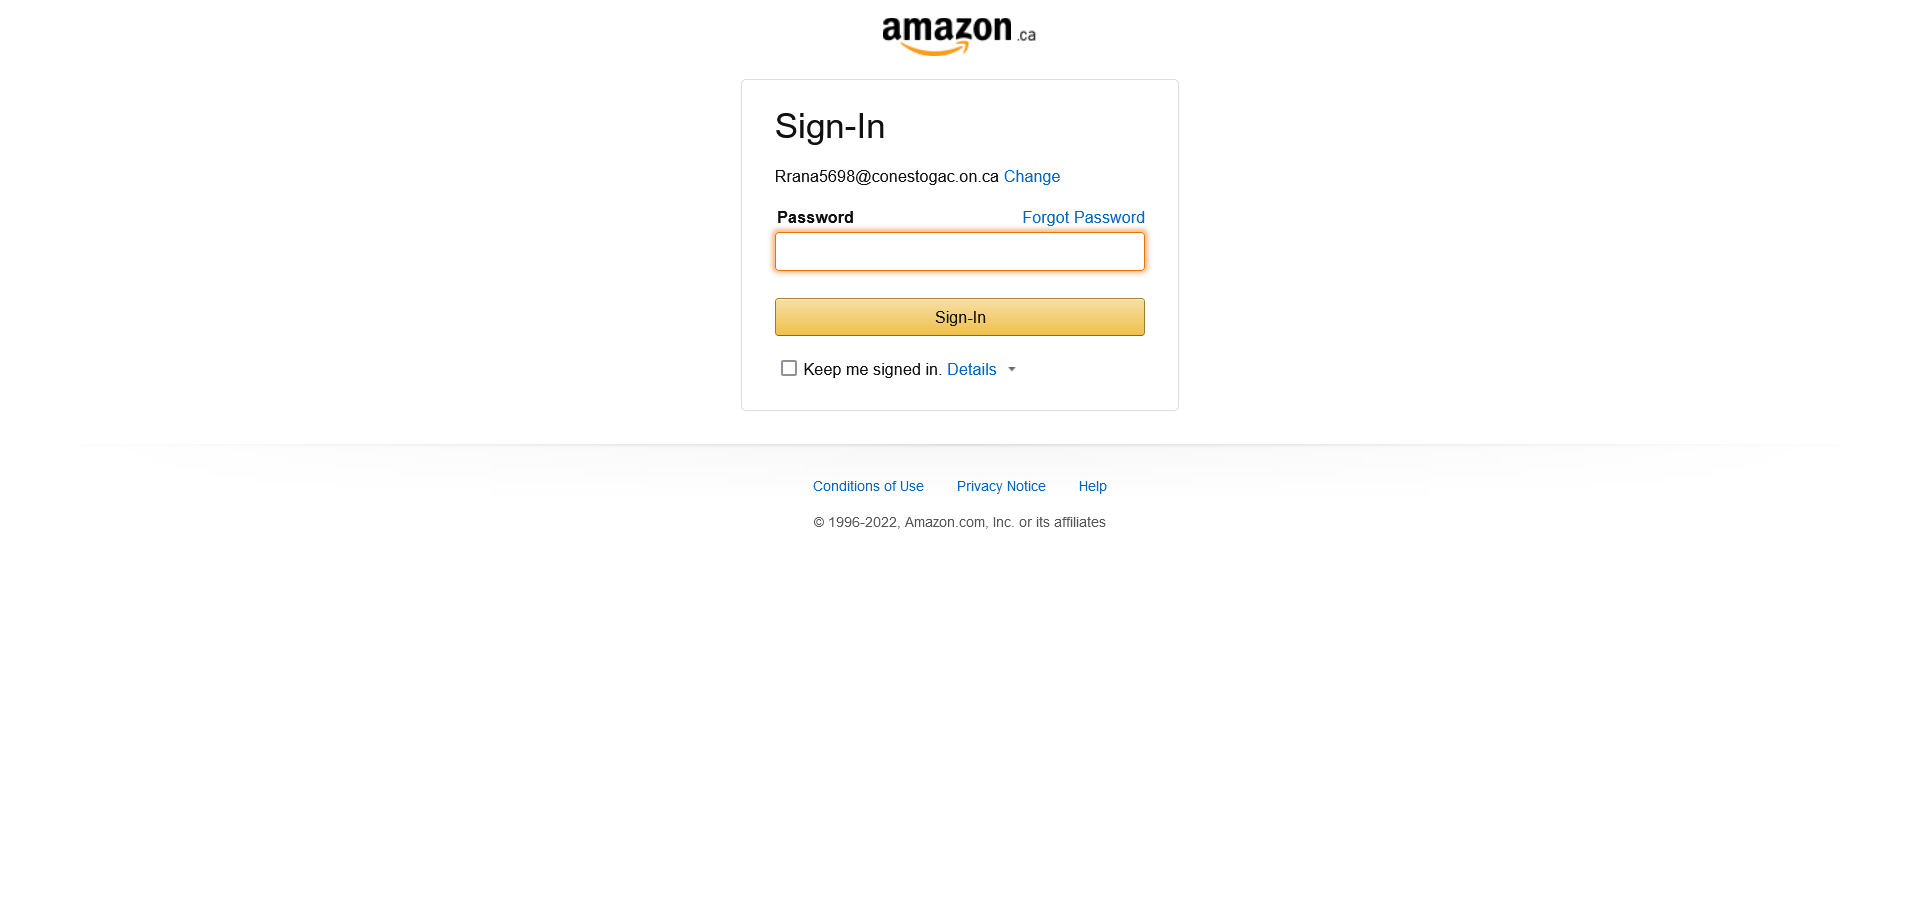 amazon.ca
Sign-In
Rrana5698@conestogac.on.ca Change
Password Forgot Password
Sign-In
Keep me signed in. Details
Conditions of Use Privacy Notice Help
© 1996-2022, Amazon.com, Inc. or its affiliates